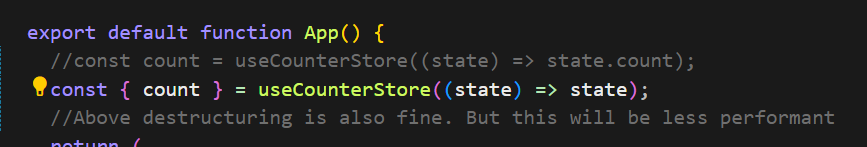 export default function App() {
//const count = useCounterStore((state) => state.count);
const { count } = useCounterStore((state) => state);
//Above destructuring is also fine. But this will be less performant
return (